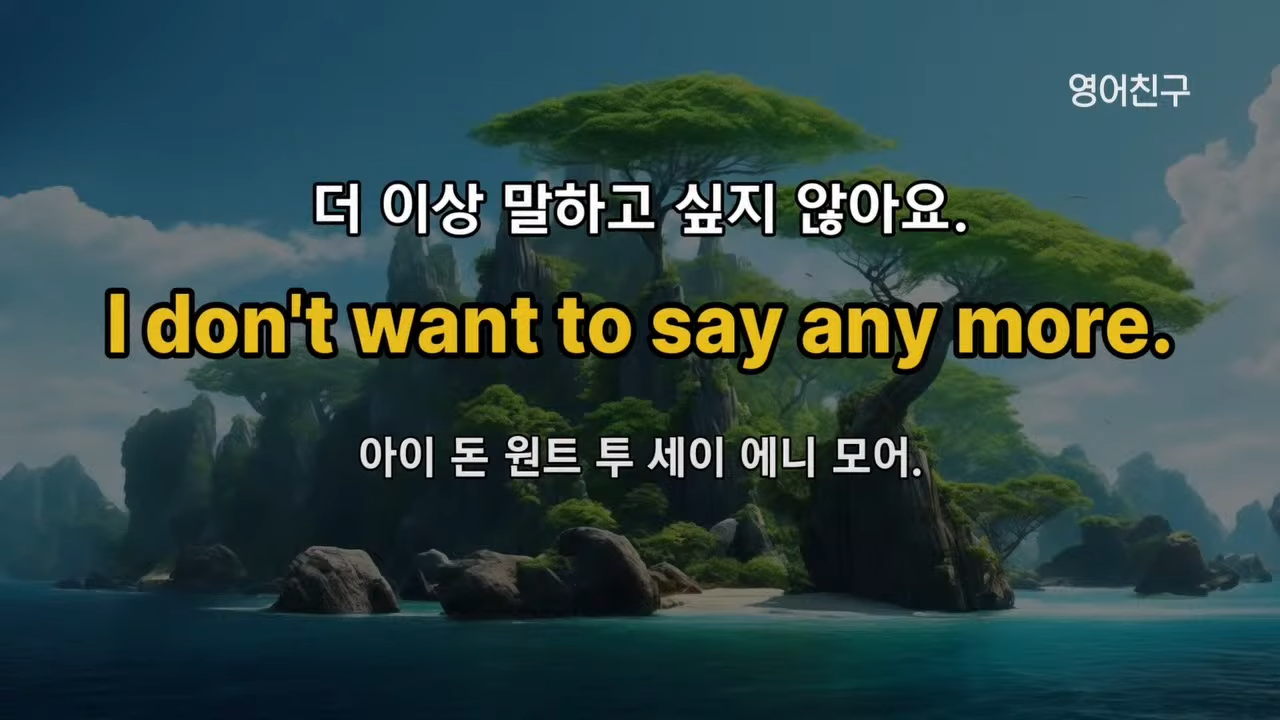 영어친구
더 이상 말하고 싶지 않아요.
I don't want to say any more.
아이 돈 원트 투 세이 에니 모어.